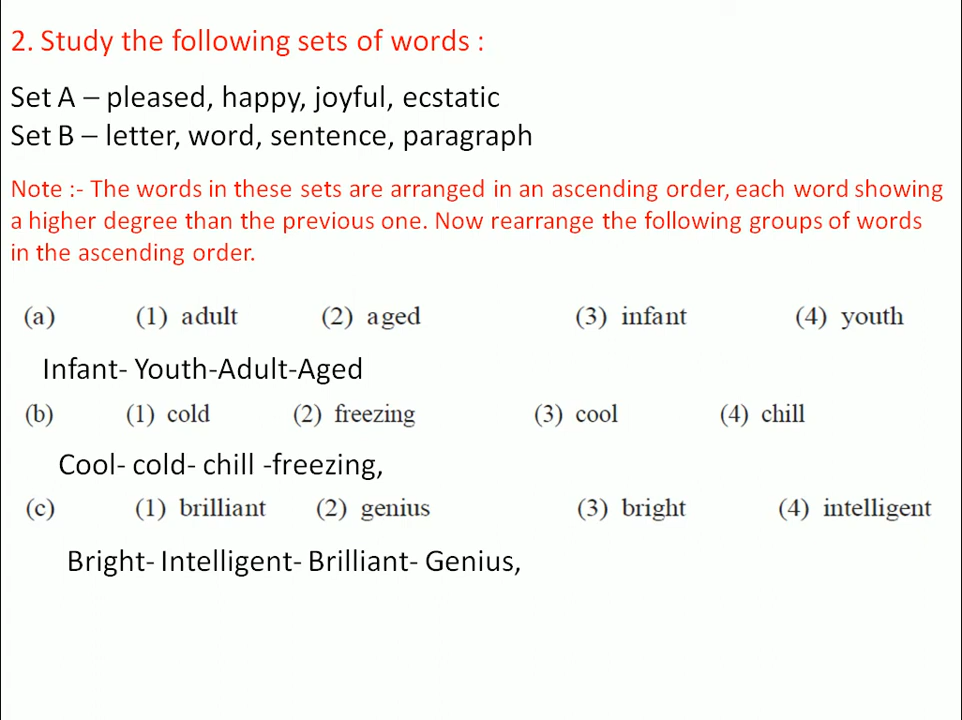 2. Study the following sets of words :
Set A – pleased, happy, joyful, ecstatic
Set B – letter, word, sentence, paragraph
Note :- The words in these sets are arranged in an ascending order, each word showing
a higher degree than the previous one. Now rearrange the following groups of words
in the ascending order.
(a) (1) adult (2) aged (3) infant (4) youth
Infant- Youth-Adult-Aged
(b) (1) cold (2) freezing (3) cool (4) chill
Cool- cold- chill -freezing,
(c) (1) brilliant (2) genius (3) bright (4) intelligent
Bright- Intelligent- Brilliant- Genius,